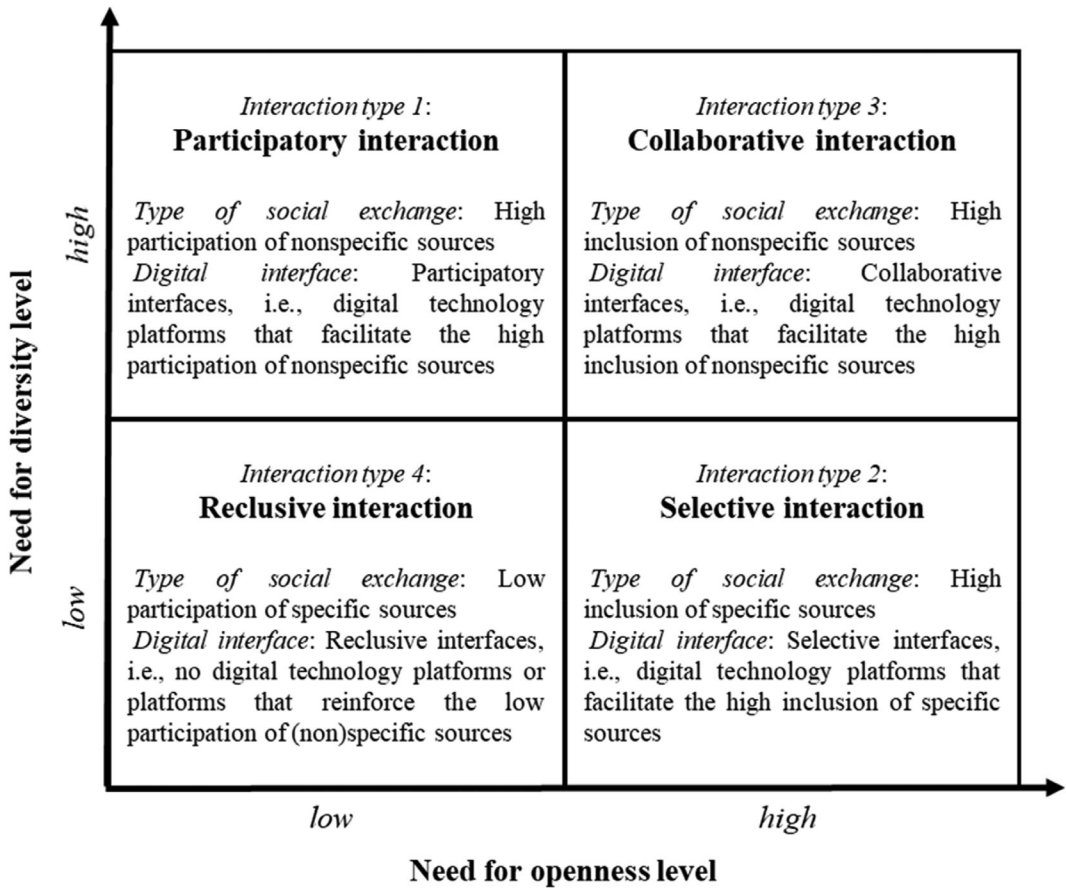 Need for diversity level
high
low
Interaction type 1:
Participatory interaction
Type of social exchange: High
participation of nonspecific sources
Digital interface: Participatory
interfaces, i.e., digital technology
platforms that facilitate the high
participation of nonspecific sources
Interaction type 3:
Collaborative interaction
Type of social exchange: High
inclusion of nonspecific sources
Digital interface: Collaborative
interfaces, i.e., digital technology
platforms that facilitate the high
inclusion of nonspecific sources
Interaction type 4:
Reclusive interaction
Type of social exchange: Low
participation of specific sources
Digital interface: Reclusive interfaces,
i.e., no digital technology platforms or
platforms that reinforce the low
participation of (non)specific sources
Interaction type 2:
Selective interaction
Type of social exchange: High
inclusion of specific sources
Digital interface: Selective interfaces,
i.e., digital technology platforms that
facilitate the high inclusion of specific
sources
low
high
Need for openness level